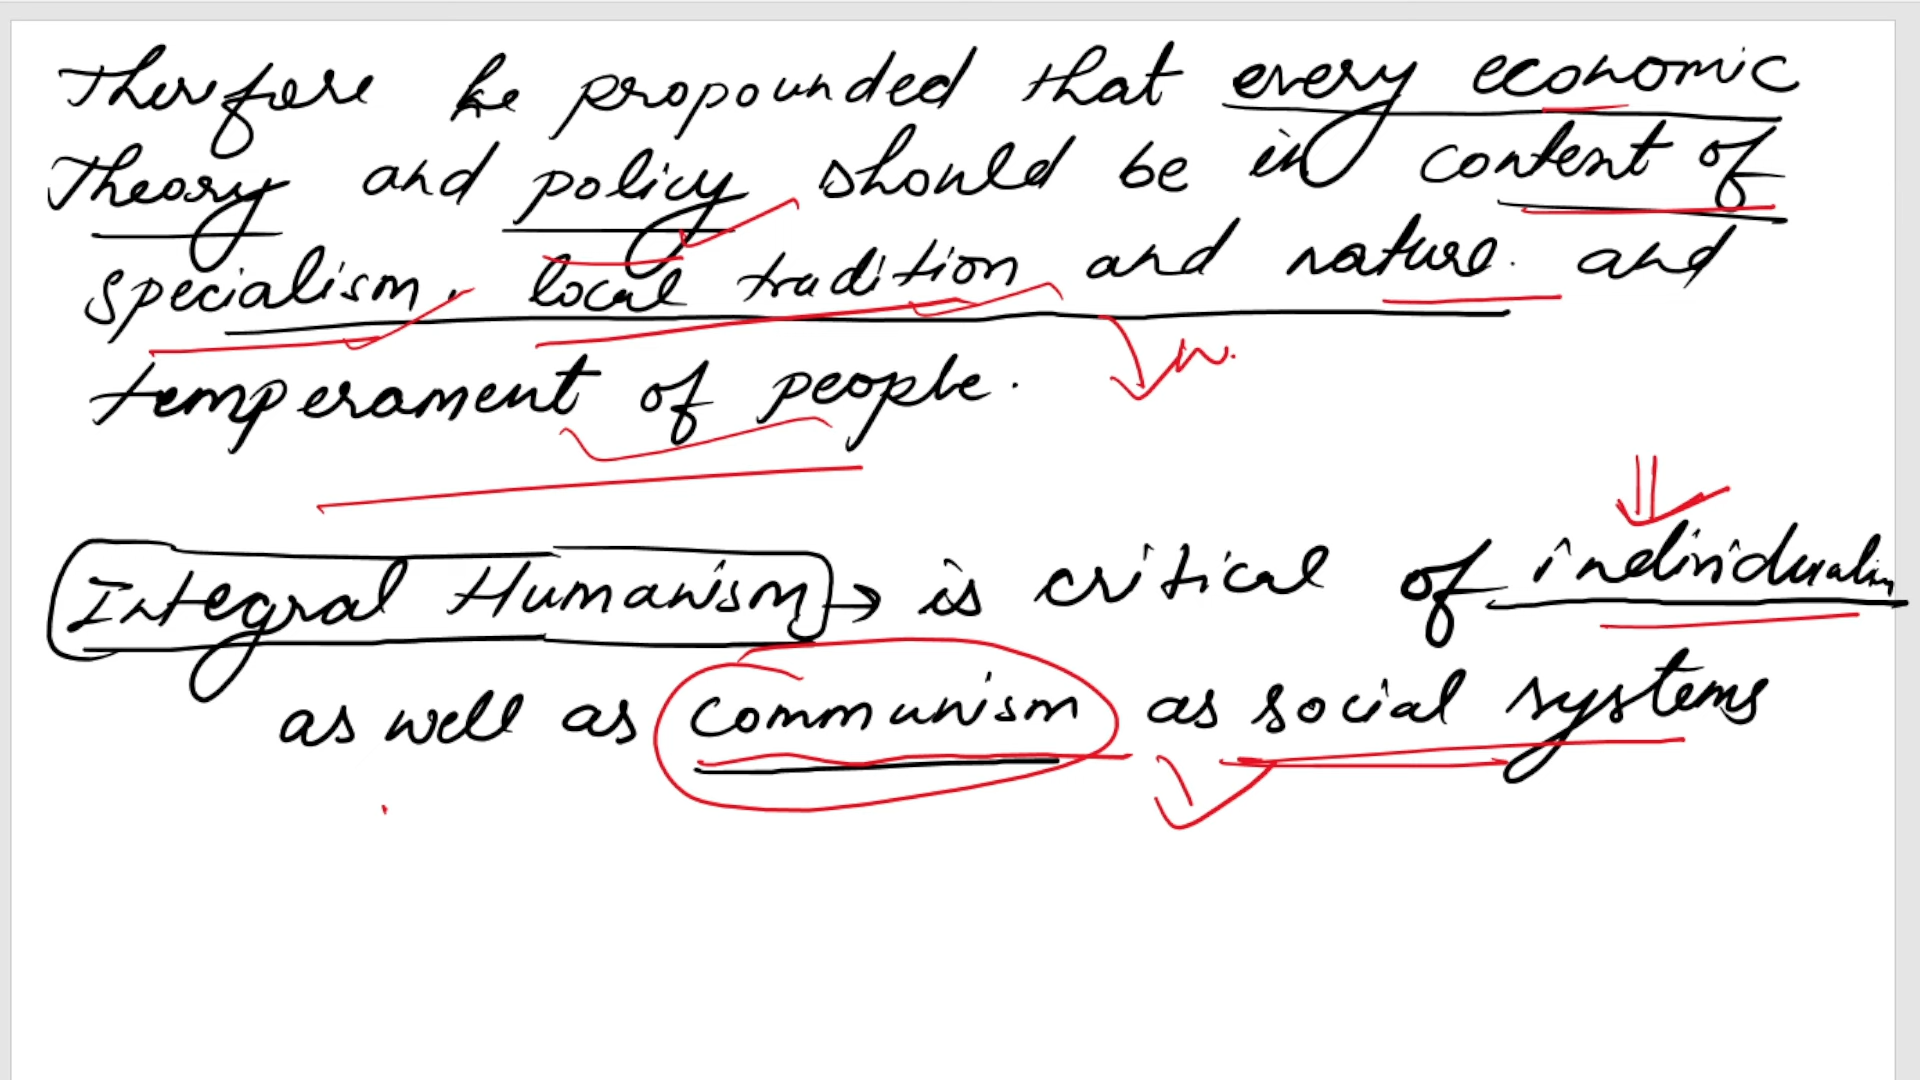 Therefore he propounded that every economic
Theory and policy should be in content of
specialism, local tradition and nature. and
temperament of people.
Integral Humanism → is critical of individualism
as well as communism as social systems